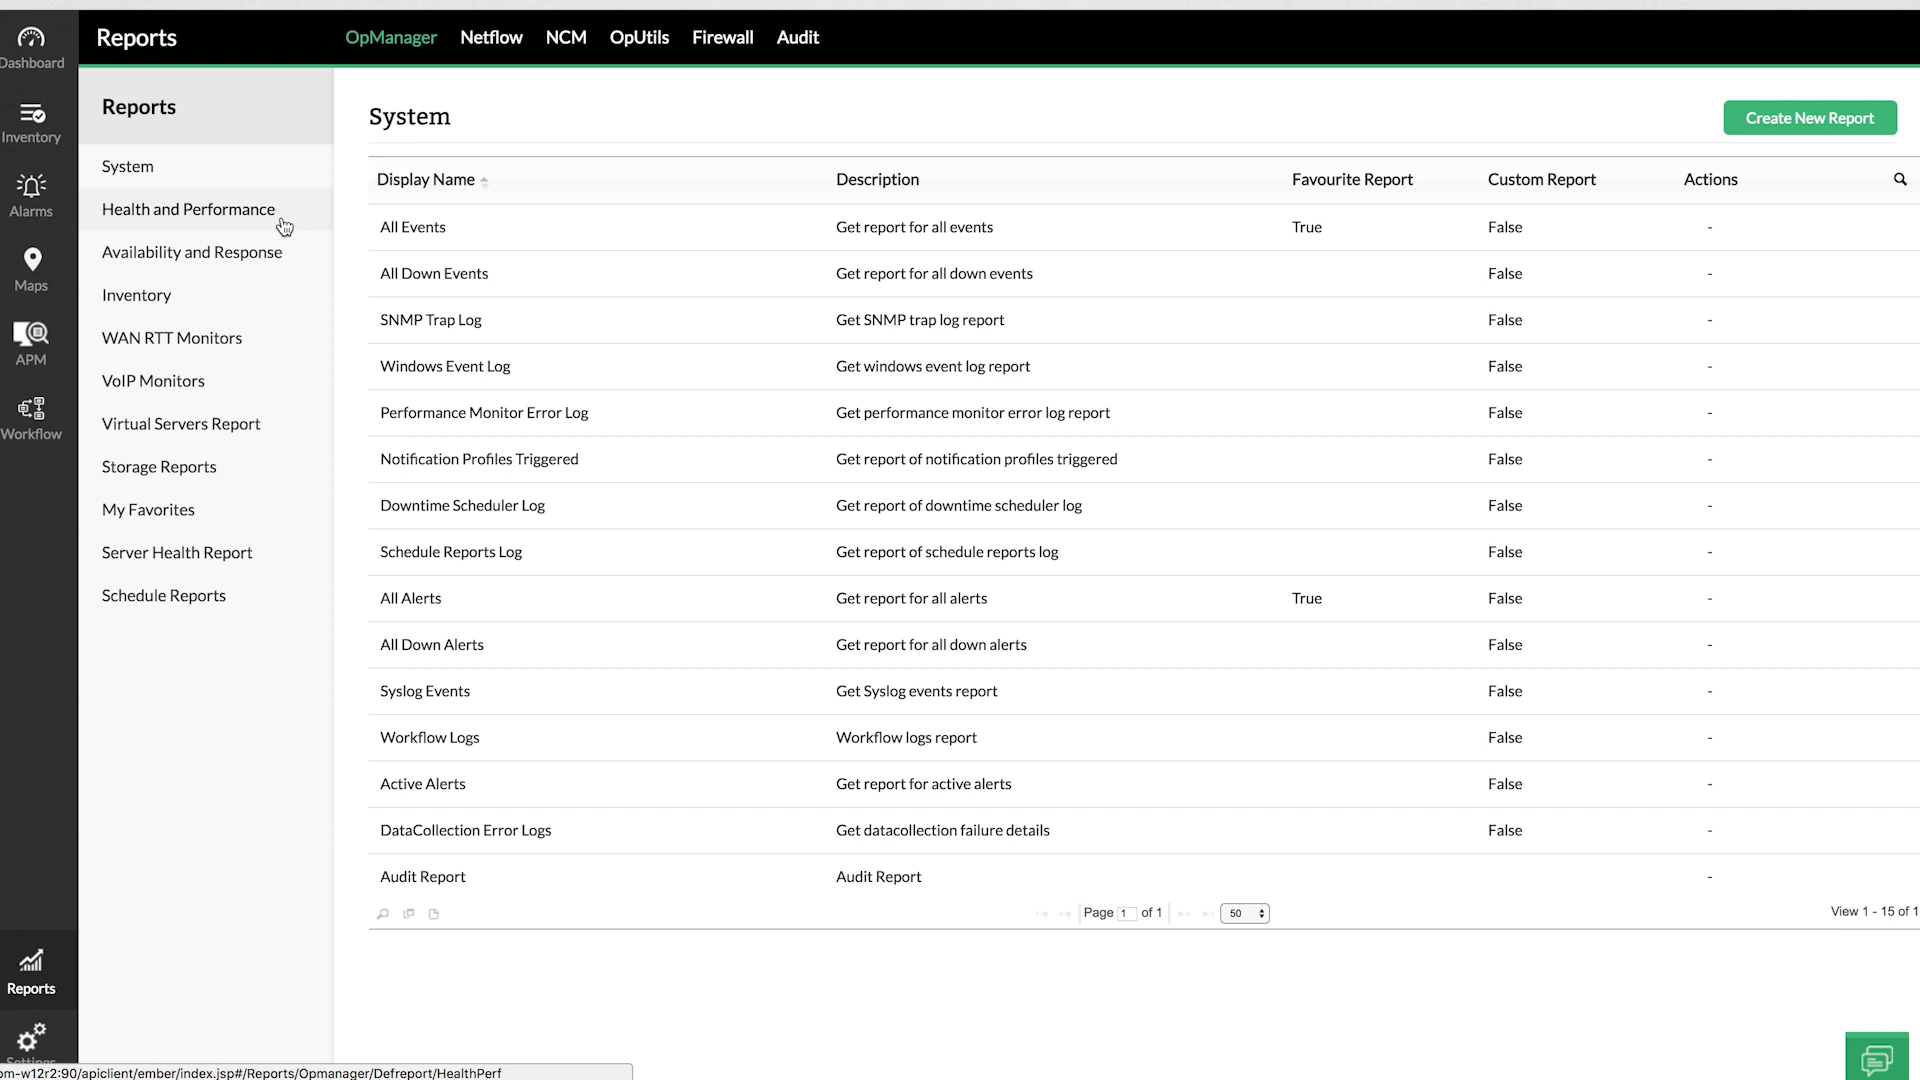 Reports
OpManager Netflow NCM OpUtils Firewall Audit
Dashboard
Inventory
Alarms
Maps
APM
Workflow
Reports
Reports
System
Health and Performance
Availability and Response
Inventory
WAN RTT Monitors
VoIP Monitors
Virtual Servers Report
Storage Reports
My Favorites
Server Health Report
Schedule Reports
System
Create New Report
Display Name Description Favourite Report Custom Report Actions
All Events Get report for all events True False -
All Down Events Get report for all down events False -
SNMP Trap Log Get SNMP trap log report False -
Windows Event Log Get windows event log report False -
Performance Monitor Error Log Get performance monitor error log report False -
Notification Profiles Triggered Get report of notification profiles triggered False -
Downtime Scheduler Log Get report of downtime scheduler log False -
Schedule Reports Log Get report of schedule reports log False -
All Alerts Get report for all alerts True False -
All Down Alerts Get report for all down alerts False -
Syslog Events Get Syslog events report False -
Workflow Logs Workflow logs report False -
Active Alerts Get report for active alerts False -
DataCollection Error Logs Get datacollection failure details False -
Audit Report Audit Report -
Page 1 of 1 50 View 1 - 15 of 1
Settings
om-w12r2:90/apiclient/ember/index.jsp#/Reports/Opmanager/Defreport/HealthPerf